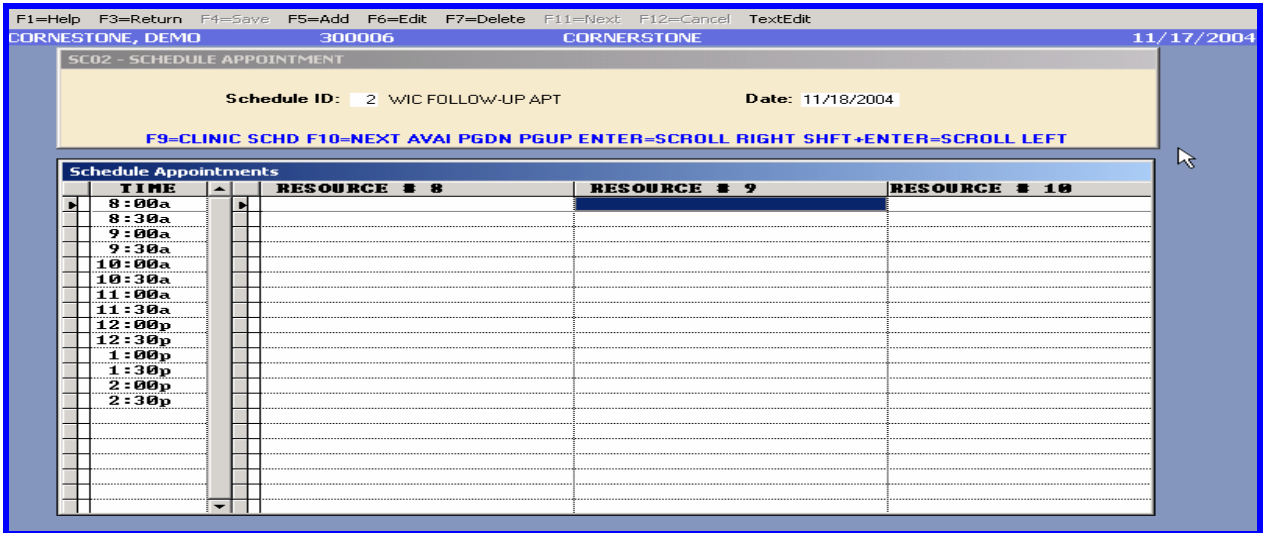 F1=Help F3=Return F4=Save F5=Add F6=Edit F7=Delete F11=Next F12=Cancel TextEdit
CORNESTONE, DEMO 300006 CORNERSTONE 11/17/2004
SC02 - SCHEDULE APPOINTMENT
Schedule ID: 2 WIC FOLLOW-UP APT Date: 11/18/2004
F9=CLINIC SCHD F10=NEXT AVAI PGDN PGUP ENTER=SCROLL RIGHT SHFT+ENTER=SCROLL LEFT
Schedule Appointments
TIME RESOURCE # 8 RESOURCE # 9 RESOURCE # 10
8:00a
8:30a
9:00a
9:30a
10:00a
10:30a
11:00a
11:30a
12:00p
12:30p
1:00p
1:30p
2:00p
2:30p